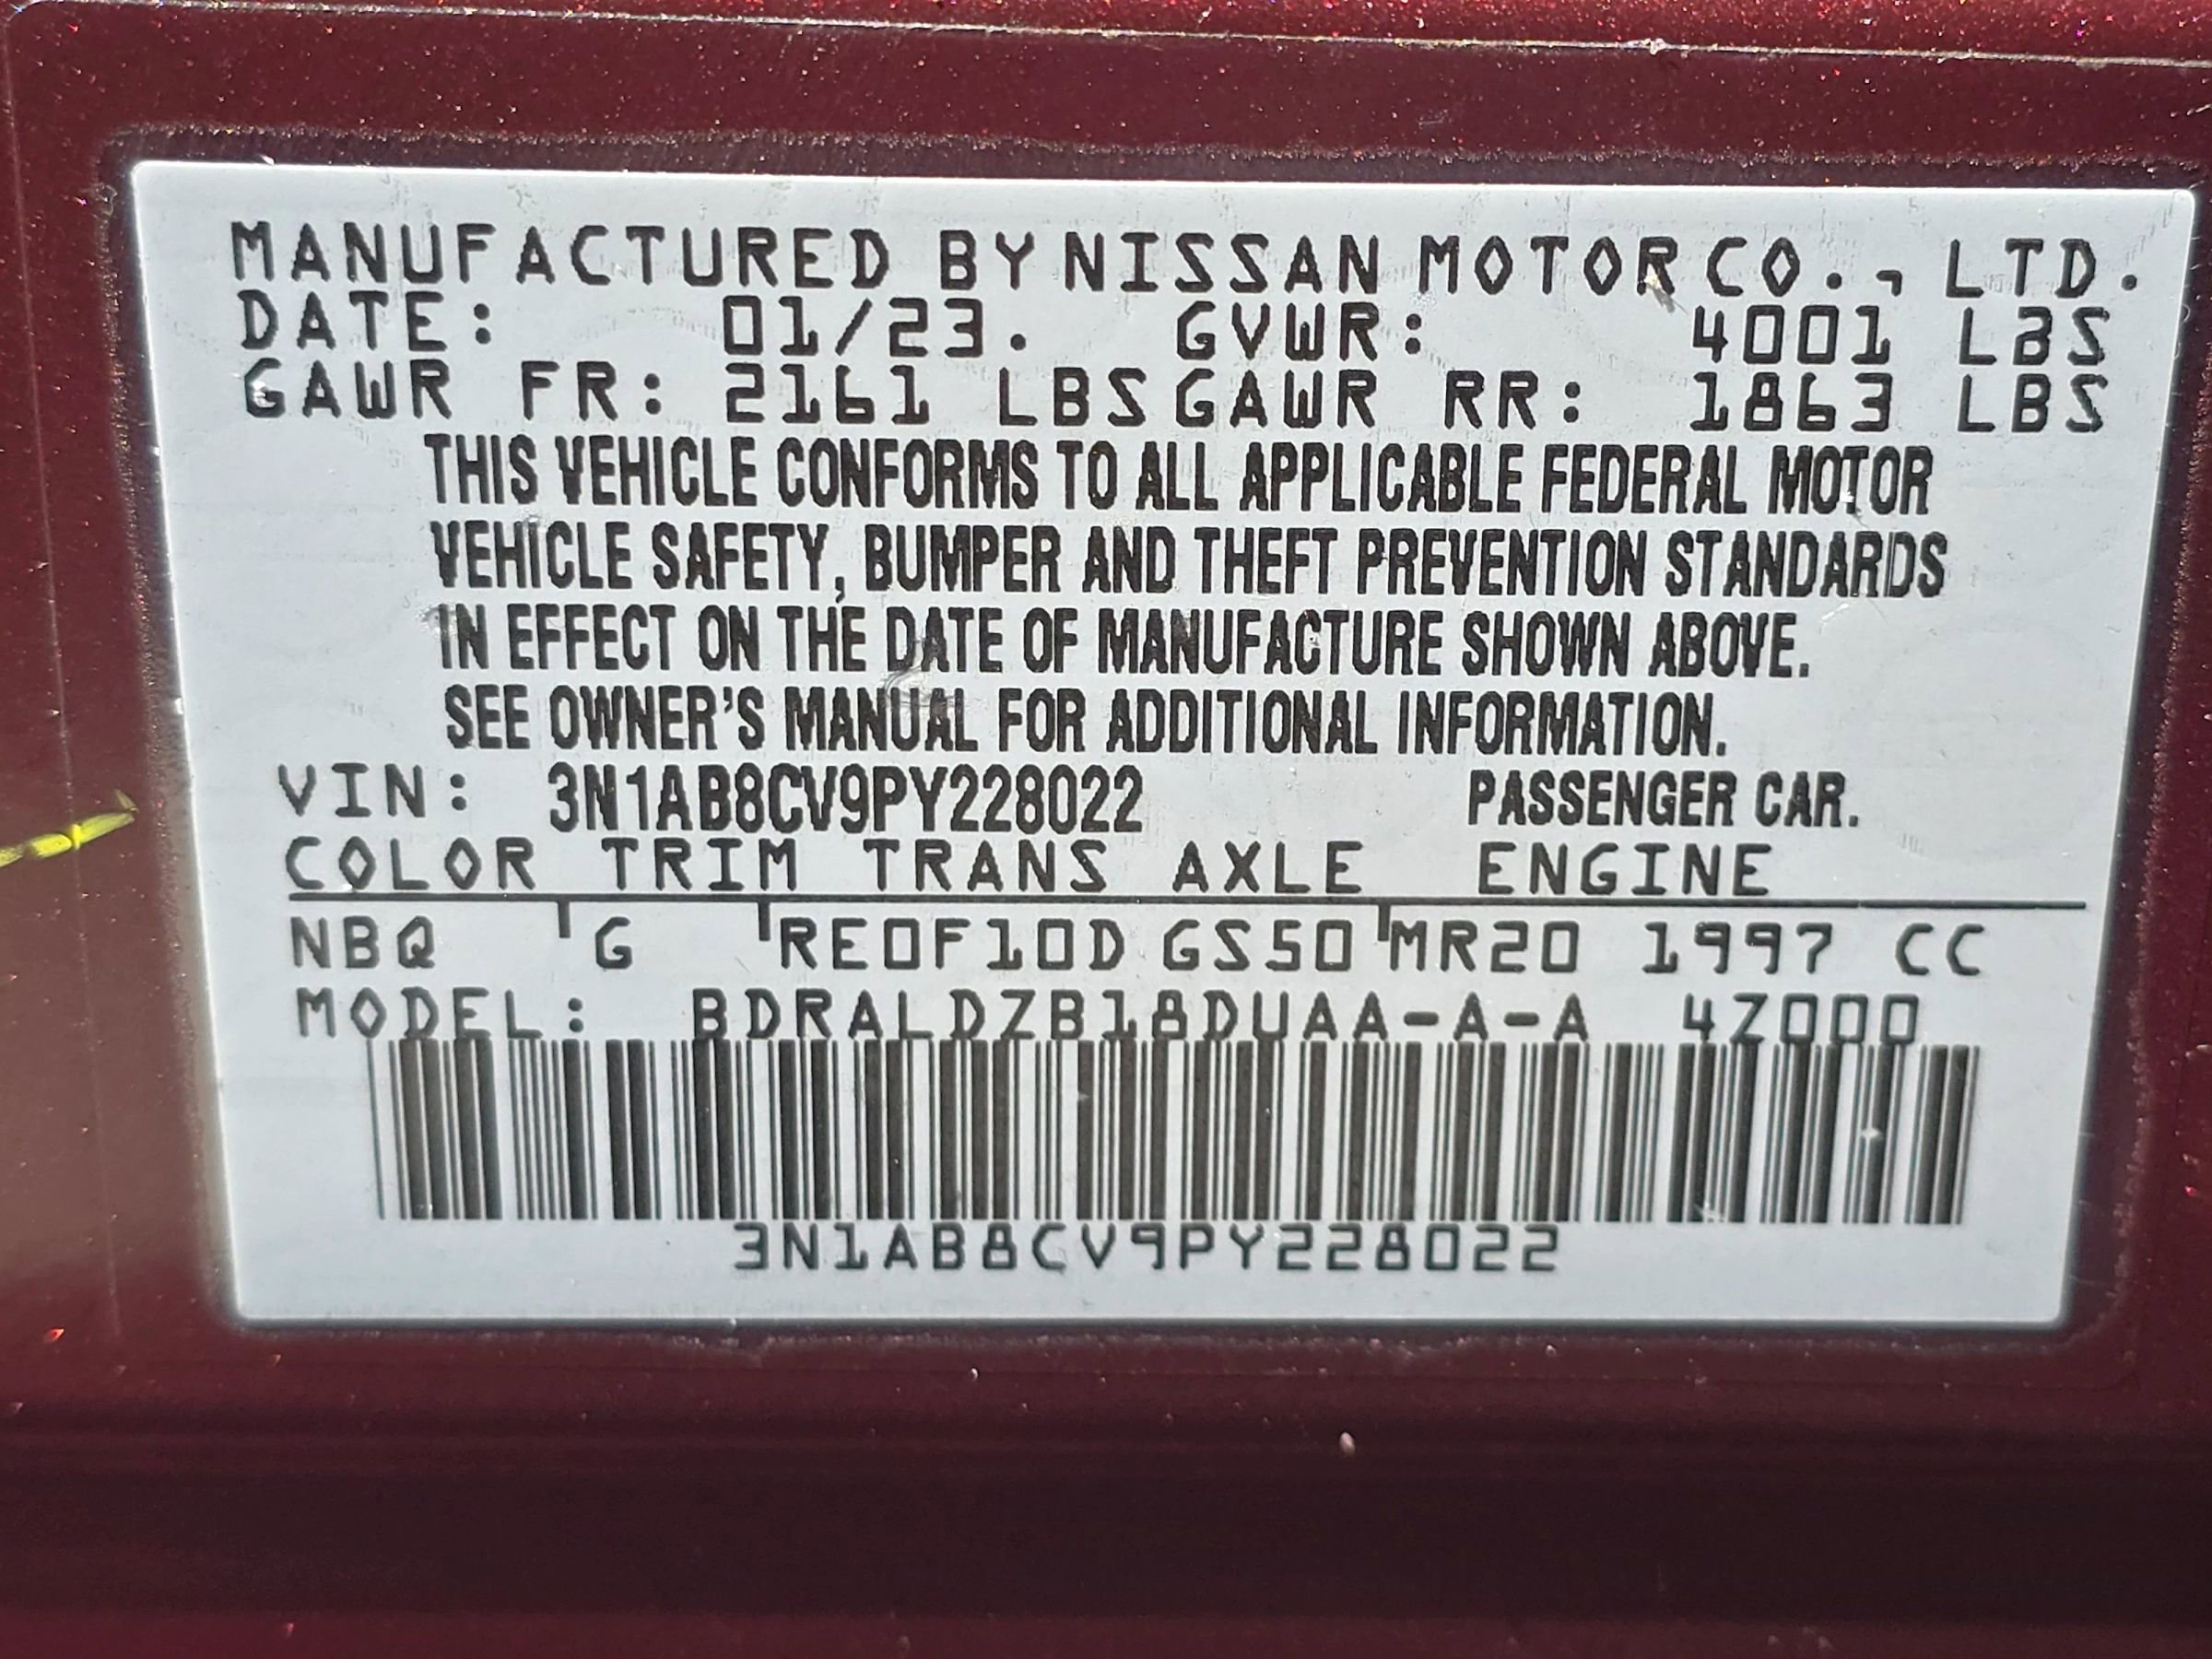 MANUFACTURED BY NISSAN MOTOR CO., LTD.
DATE: 01/23. GVWR: 4001 LBS
GAWR FR: 2161 LBS GAWR RR: 1863 LBS
THIS VEHICLE CONFORMS TO ALL APPLICABLE FEDERAL MOTOR
VEHICLE SAFETY, BUMPER AND THEFT PREVENTION STANDARDS
IN EFFECT ON THE DATE OF MANUFACTURE SHOWN ABOVE.
SEE OWNER'S MANUAL FOR ADDITIONAL INFORMATION.
VIN: 3N1AB8CV9PY228022 PASSENGER CAR.
COLOR TRIM TRANS AXLE ENGINE
NBQ G RE0F10D GS50 MR20 1997 CC
MODEL: BDRALDZB18DUAA-A-A 4Z000
3N1AB8CV9PY228022